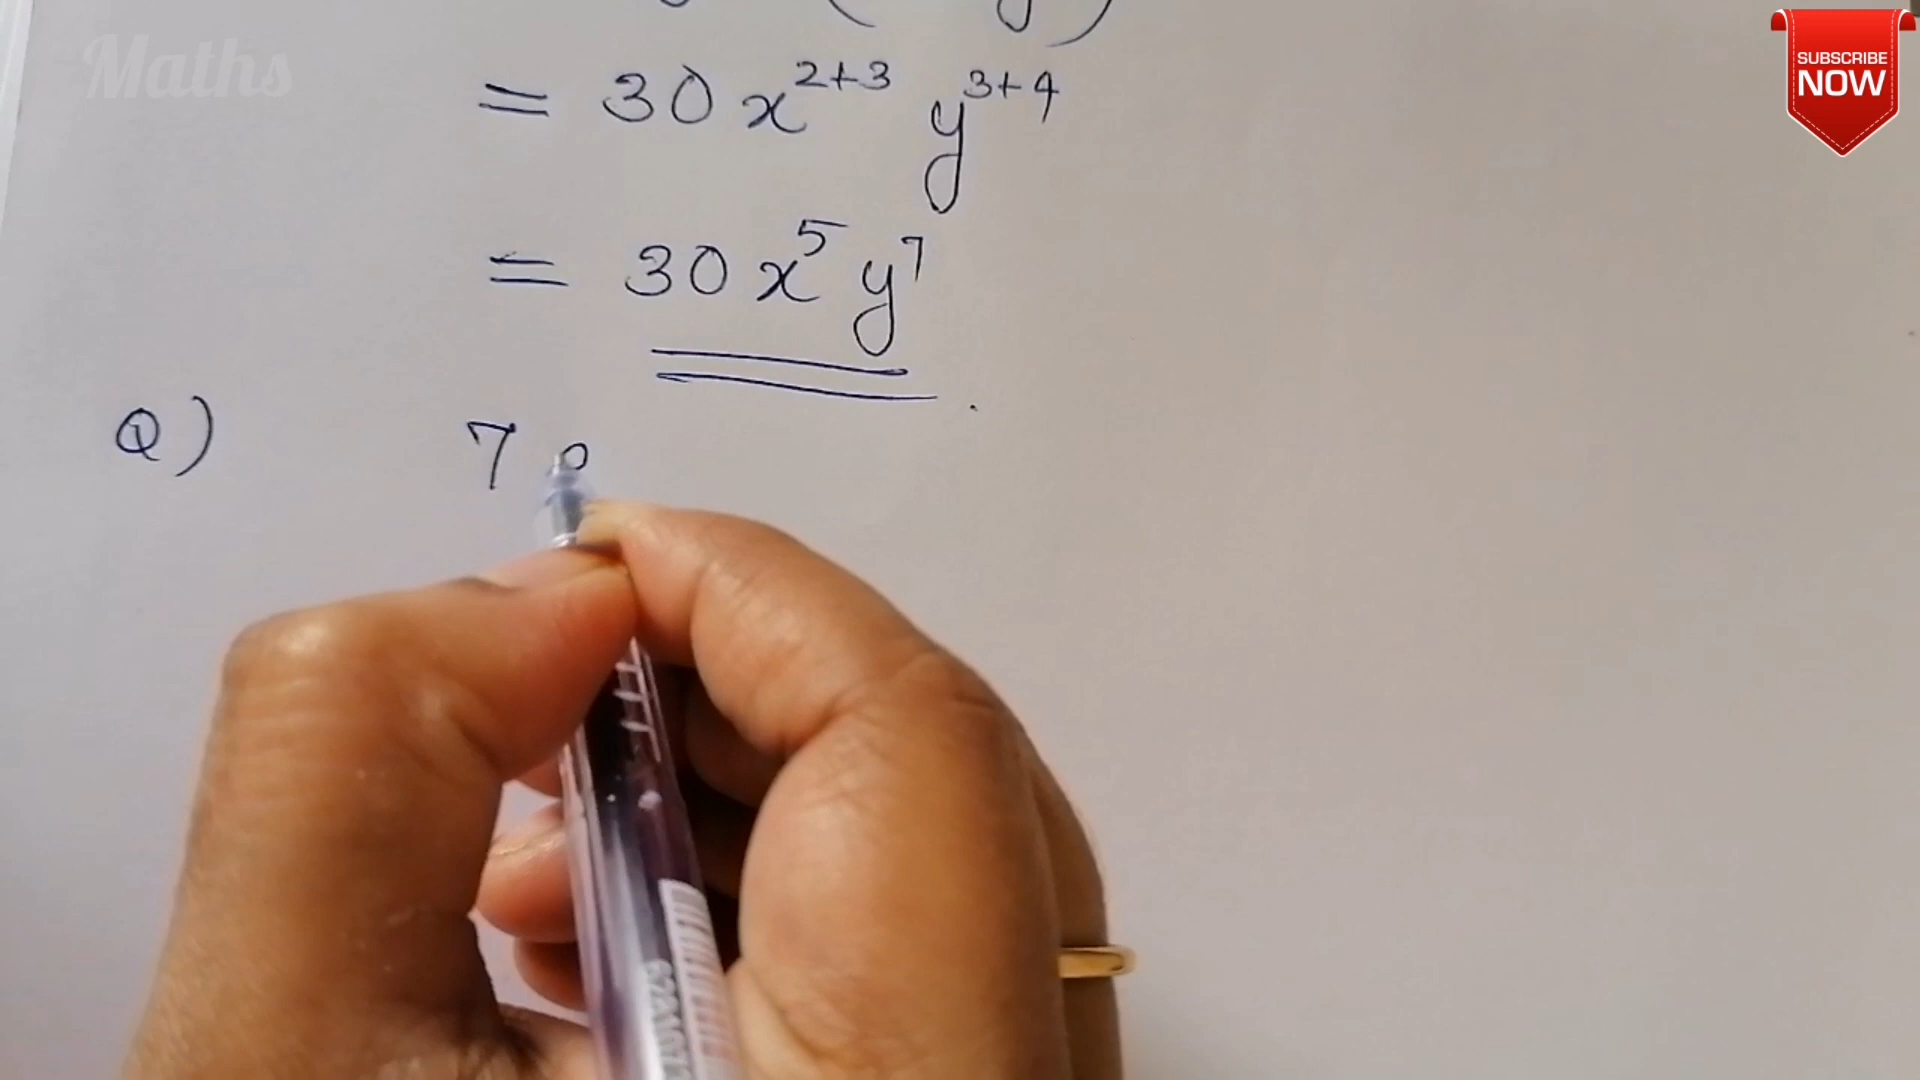 Maths
SUBSCRIBE
NOW
= 30 x^{2+3} y^{3+4}
= 30 x^5 y^7
Q) 7